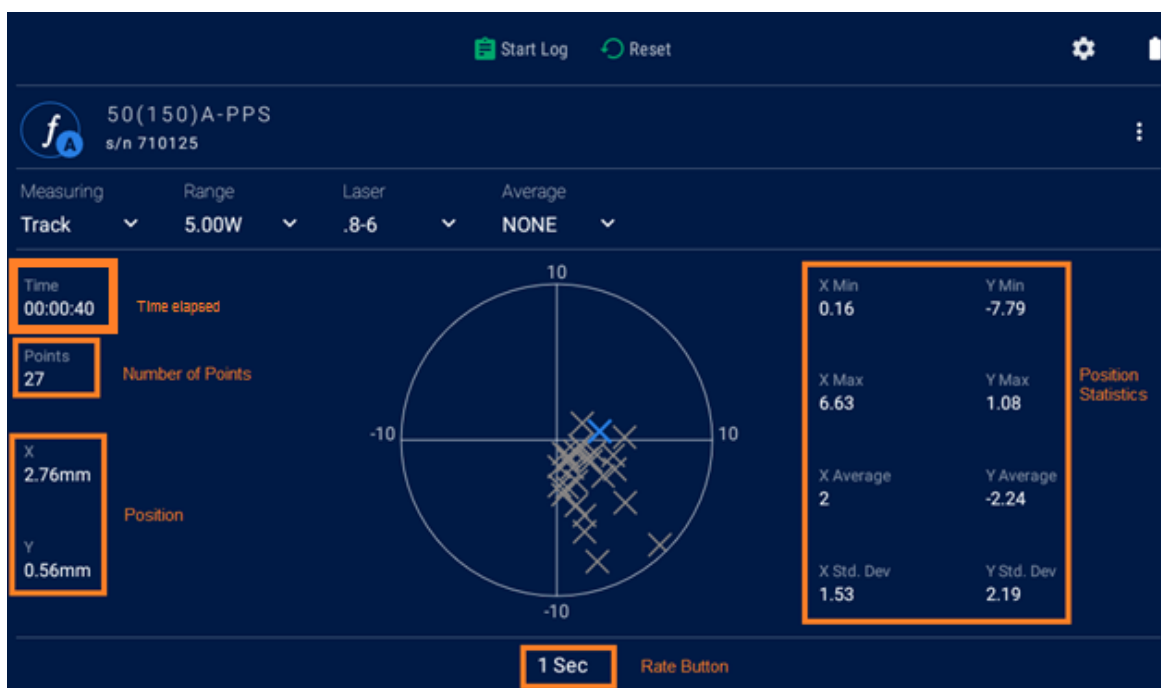 Start Log Reset
50(150)A-PPS
s/n 710125
f A
Measuring Range Laser Average
Track 5.00W .8-6 NONE
Time
00:00:40
Time elapsed
Points
27
Number of Points
X
2.76mm
Position
Y
0.56mm
10
-10
10
-10
X Min Y Min
0.16 -7.79
X Max Y Max
6.63 1.08
Position
Statistics
X Average Y Average
2 -2.24
X Std. Dev Y Std. Dev
1.53 2.19
1 Sec Rate Button